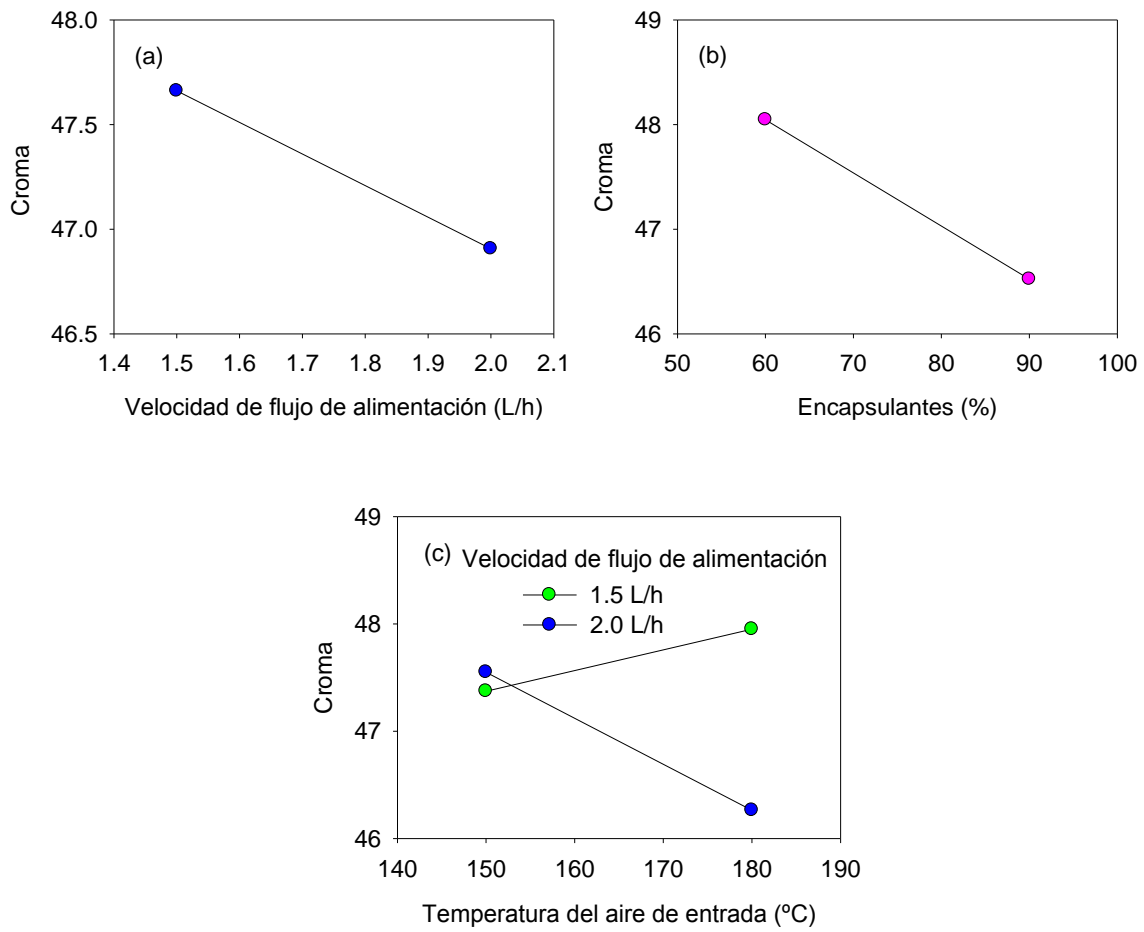 (a)
48.0
47.5
47.0
46.5
Croma
1.4 1.5 1.6 1.7 1.8 1.9 2.0 2.1
Velocidad de flujo de alimentación (L/h)
(b)
49
48
47
46
Croma
50 60 70 80 90 100
Encapsulantes (%)
(c) Velocidad de flujo de alimentación
1.5 L/h
2.0 L/h
49
48
47
46
Croma
140 150 160 170 180 190
Temperatura del aire de entrada (ºC)